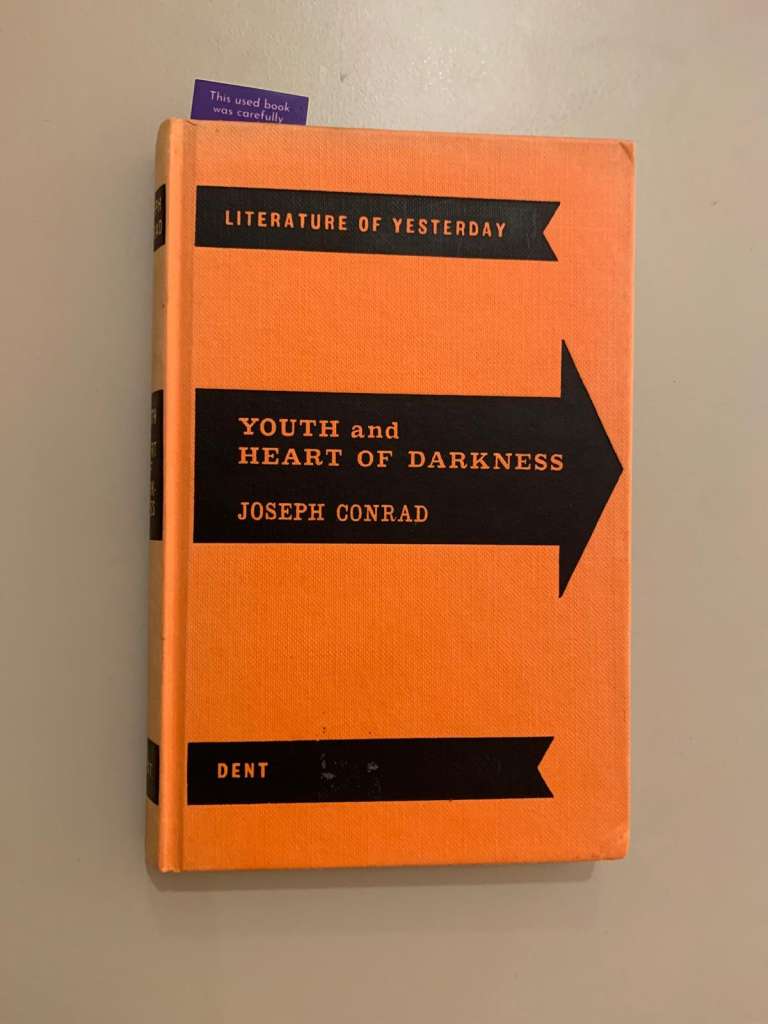 This used book
was carefully
LITERATURE OF YESTERDAY
YOUTH and
HEART OF DARKNESS
JOSEPH CONRAD
DENT